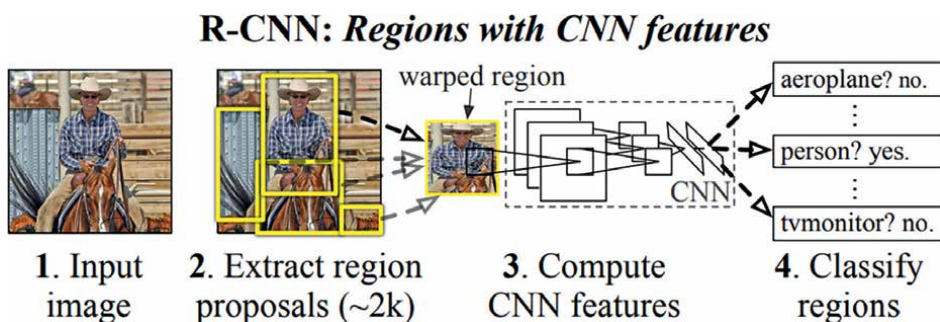 R-CNN: Regions with CNN features
warped region
aeroplane? no.
person? yes.
CNN
tvmonitor? no.
1. Input
image
2. Extract region
proposals (~2k)
3. Compute
CNN features
4. Classify
regions